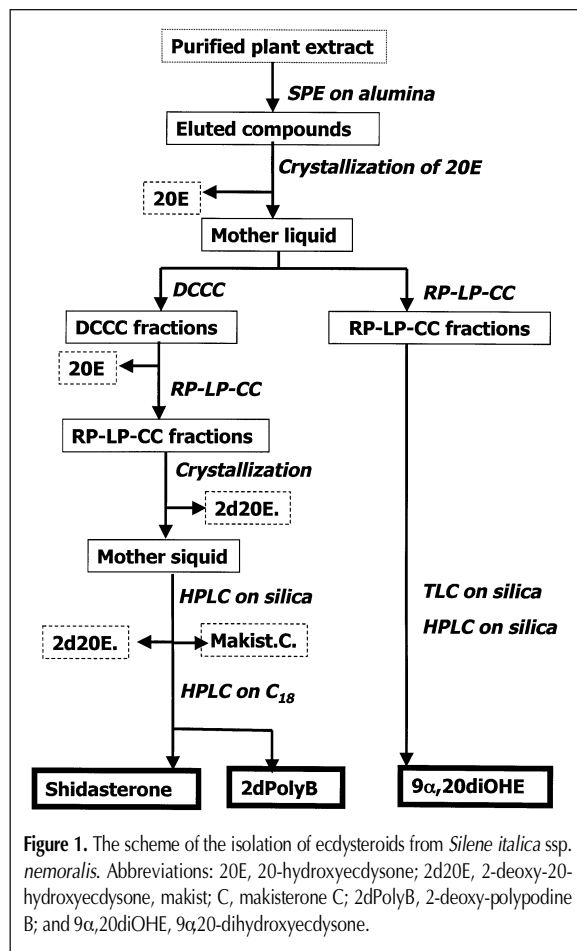 Purified plant extract
SPE on alumina
Eluted compounds
Crystallization of 20E
20E
Mother liquid
DCCC
RP-LP-CC
DCCC fractions
RP-LP-CC fractions
20E
RP-LP-CC
RP-LP-CC fractions
Crystallization
2d20E.
Mother siquid
HPLC on silica
TLC on silica
HPLC on silica
2d20E.
Makist.C.
HPLC on C18
Shidasterone
2dPolyB
9α,20diOHE
Figure 1. The scheme of the isolation of ecdysteroids from Silene italica ssp.
nemoralis. Abbreviations: 20E, 20-hydroxyecdysone; 2d20E, 2-deoxy-20-
hydroxyecdysone, makist; C, makisterone C; 2dPolyB, 2-deoxy-polypodine
B; and 9α,20diOHE, 9α,20-dihydroxyecdysone.